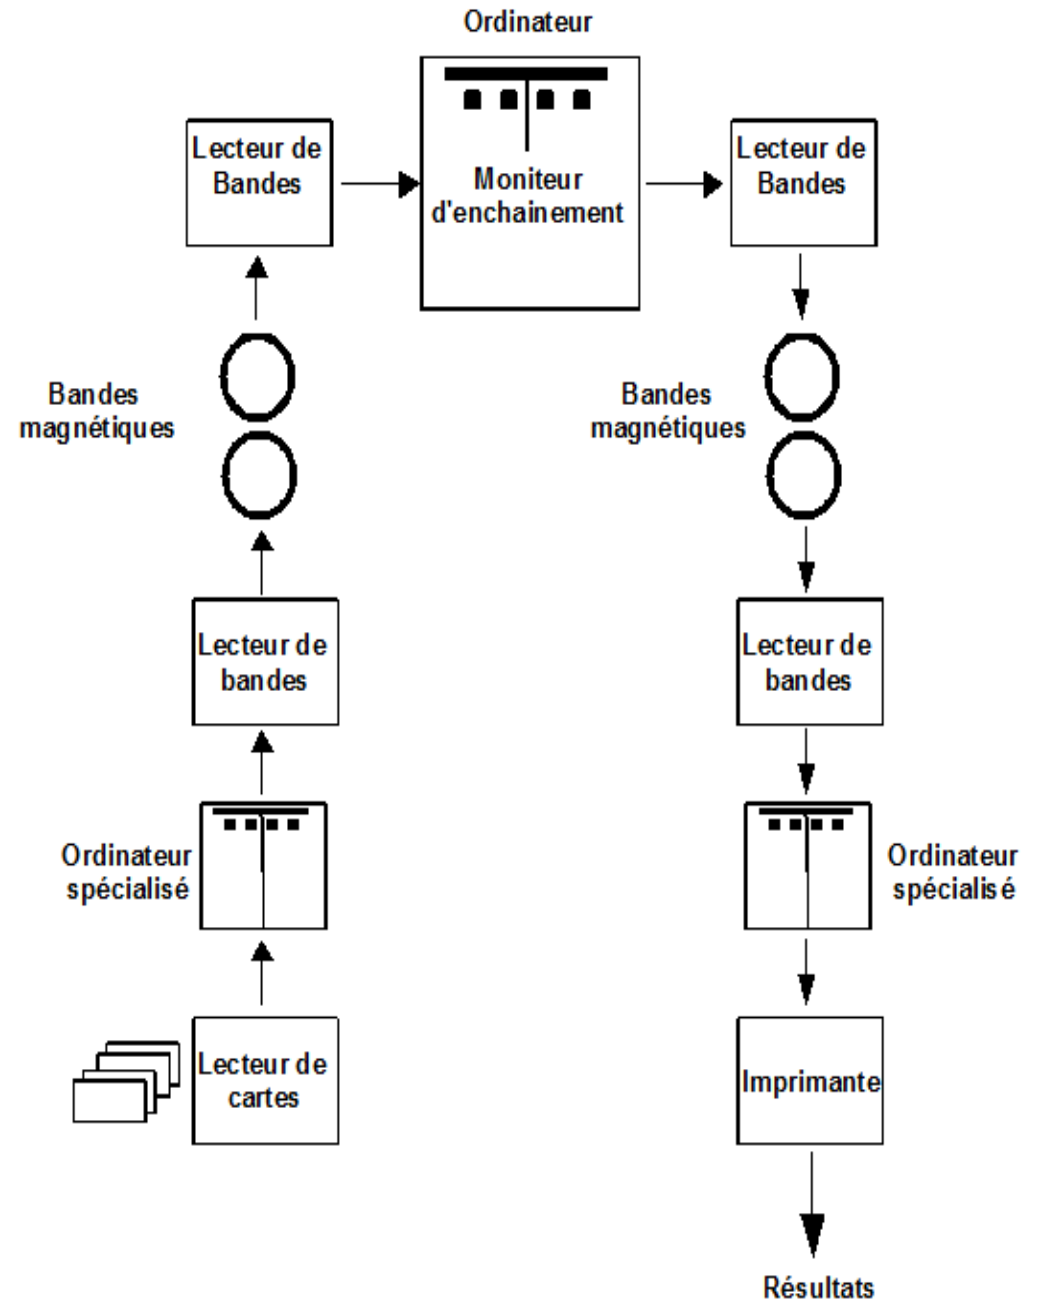 Ordinateur
Lecteur de
Bandes
Moniteur
d'enchainement
Lecteur de
Bandes
Bandes
magnétiques
Bandes
magnétiques
Lecteur de
bandes
Lecteur de
bandes
Ordinateur
spécialisé
Ordinateur
spécialisé
Lecteur de
cartes
Imprimante
Résultats